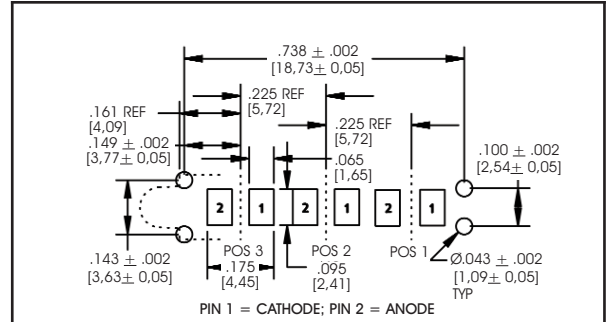 .738 ± .002
[18,73± 0,05]
.225 REF
[5,72]
.161 REF
[4,09]
.149 ± .002
[3,77± 0,05]
.225 REF
[5,72]
.065
[1,65]
.100 ± .002
[2,54± 0,05]
2 1 2 1 2 1
POS 3 POS 2 POS 1
.143 ± .002
[3,63± 0,05]
.175
[4,45]
.095
[2,41]
Ø.043 ± .002
[1,09± 0,05]
TYP
PIN 1 = CATHODE; PIN 2 = ANODE